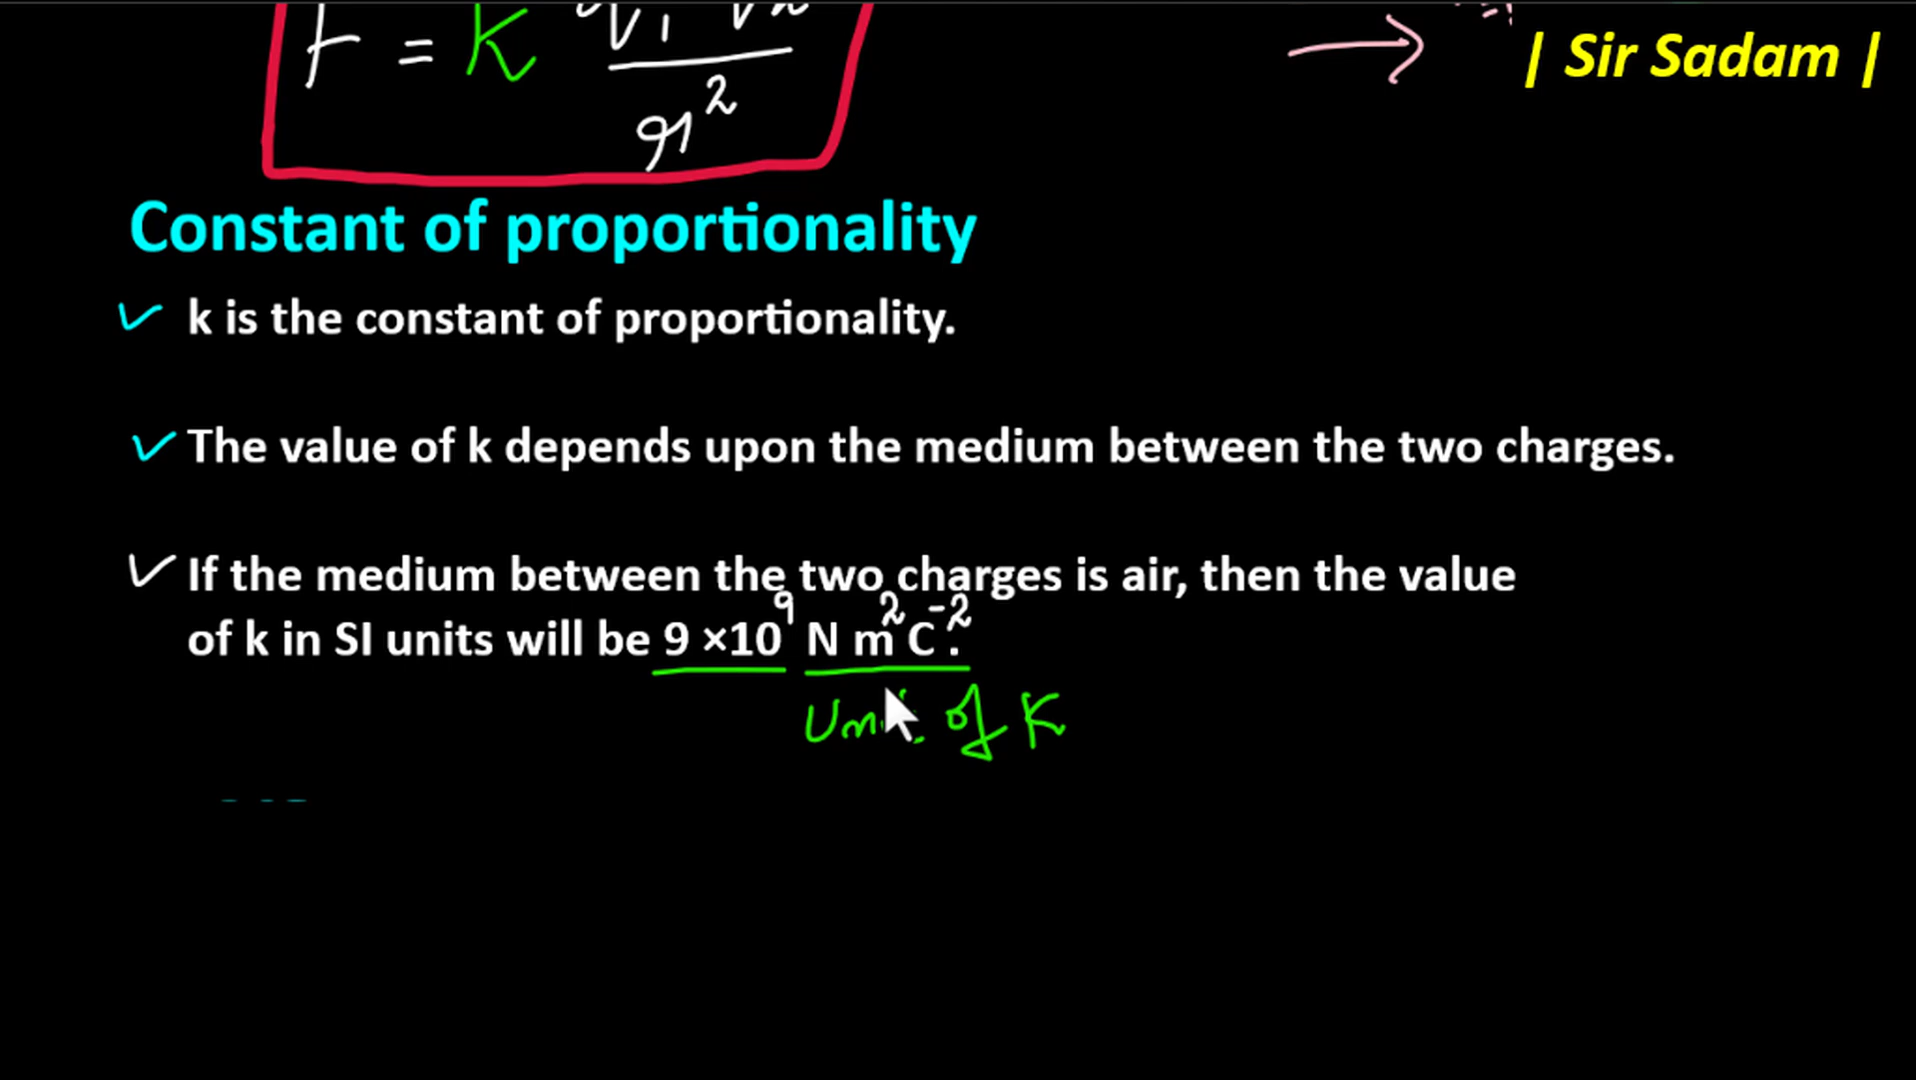 F = K q₁ q₂
r²
| Sir Sadam |
Constant of proportionality
✓ k is the constant of proportionality.
✓ The value of k depends upon the medium between the two charges.
✓ If the medium between the two charges is air, then the value
of k in SI units will be 9 ×10⁹ N m²C⁻².
of K